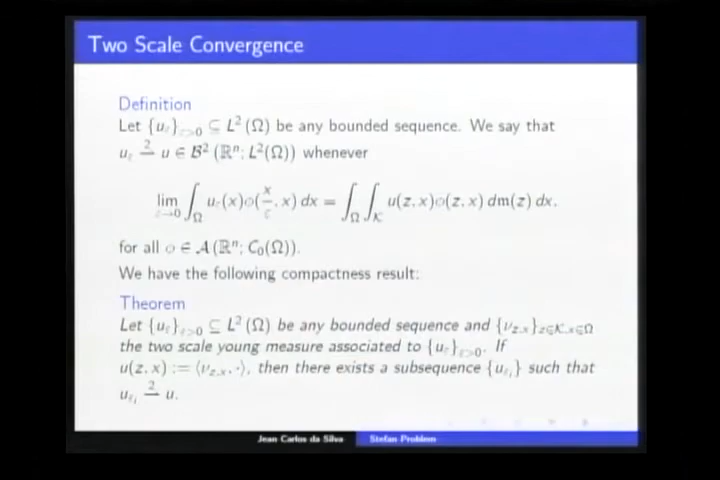 Two Scale Convergence
Definition
Let {u_ε}_{ε>0} ⊆ L²(Ω) be any bounded sequence. We say that
u_ε →² u ∈ B²(ℝⁿ; L²(Ω)) whenever
lim_{ε→0} ∫_Ω u_ε(x)φ(x/ε, x) dx = ∫_Ω ∫_K u(z, x)φ(z, x) dm(z) dx,
for all φ ∈ A(ℝⁿ; C₀(Ω)).
We have the following compactness result:
Theorem
Let {u_ε}_{ε>0} ⊆ L²(Ω) be any bounded sequence and {ν_{z,x}}_{z∈K,x∈Ω}
the two scale young measure associated to {u_ε}_{ε>0}. If
u(z, x) := ⟨ν_{z,x}, ·⟩, then there exists a subsequence {u_{ε_j}} such that
u_{ε_j} →² u.
Jean Carlos da Silva Stefan Problem